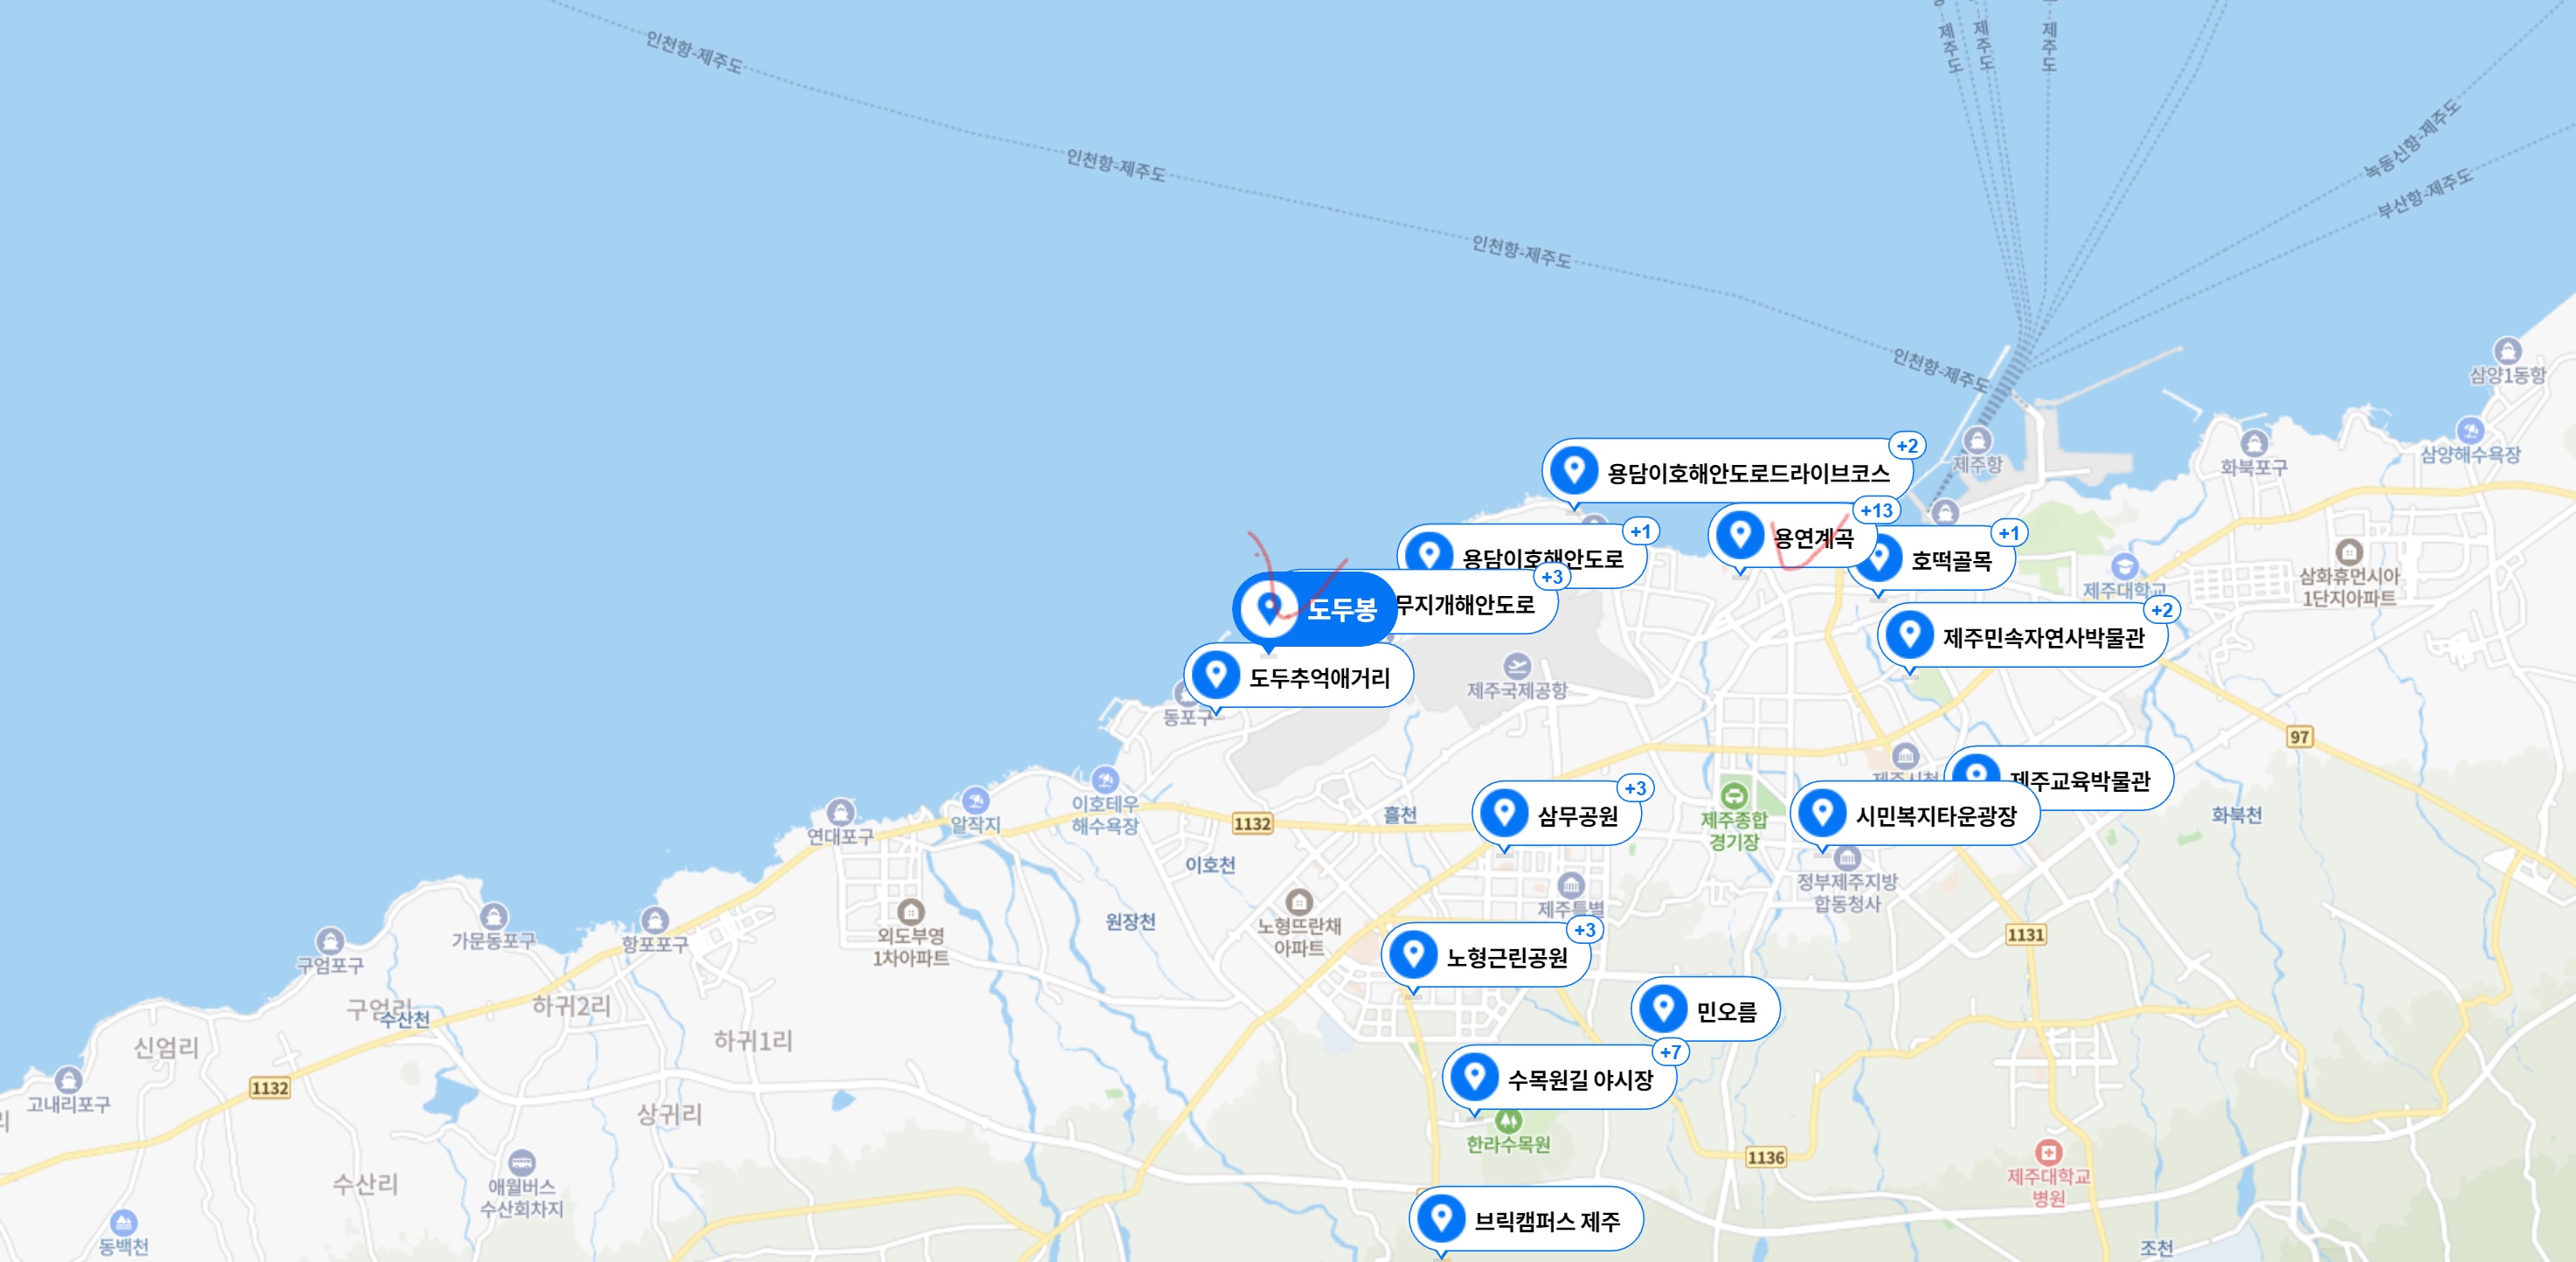 인천항-제주도
제주도
제주도
제주도
인천항-제주도
녹동신항-제주도
부산항-제주도
인천항-제주도
인천항-제주도
삼양1동항
+2
용담이호해안도로드라이브코스
제주항
화북포구
삼양해수욕장
+13
용연계곡
+1
용담이호해안도로
+1
호떡골목
+3
무지개해안도로
도두봉
제주대학교
삼화휴먼시아
1단지아파트
+2
제주민속자연사박물관
도두추억애거리
제주국제공항
동포구
97
제주시청
제주교육박물관
+3
삼무공원
시민복지타운광장
이호테우
해수욕장
알작지
연대포구
1132
흘천
제주종합
경기장
화북천
이호천
정부제주지방
합동청사
제주특별
노형뜨란채
아파트
원장천
외도부영
1차아파트
가문동포구
항포포구
구엄포구
+3
노형근린공원
1131
민오름
구엄리
수산천
하귀2리
하귀1리
신엄리
+7
수목원길 야시장
1132
고내리포구
리
상귀리
한라수목원
1136
수산리
애월버스
수산회차지
제주대학교
병원
브릭캠퍼스 제주
동백천
조천